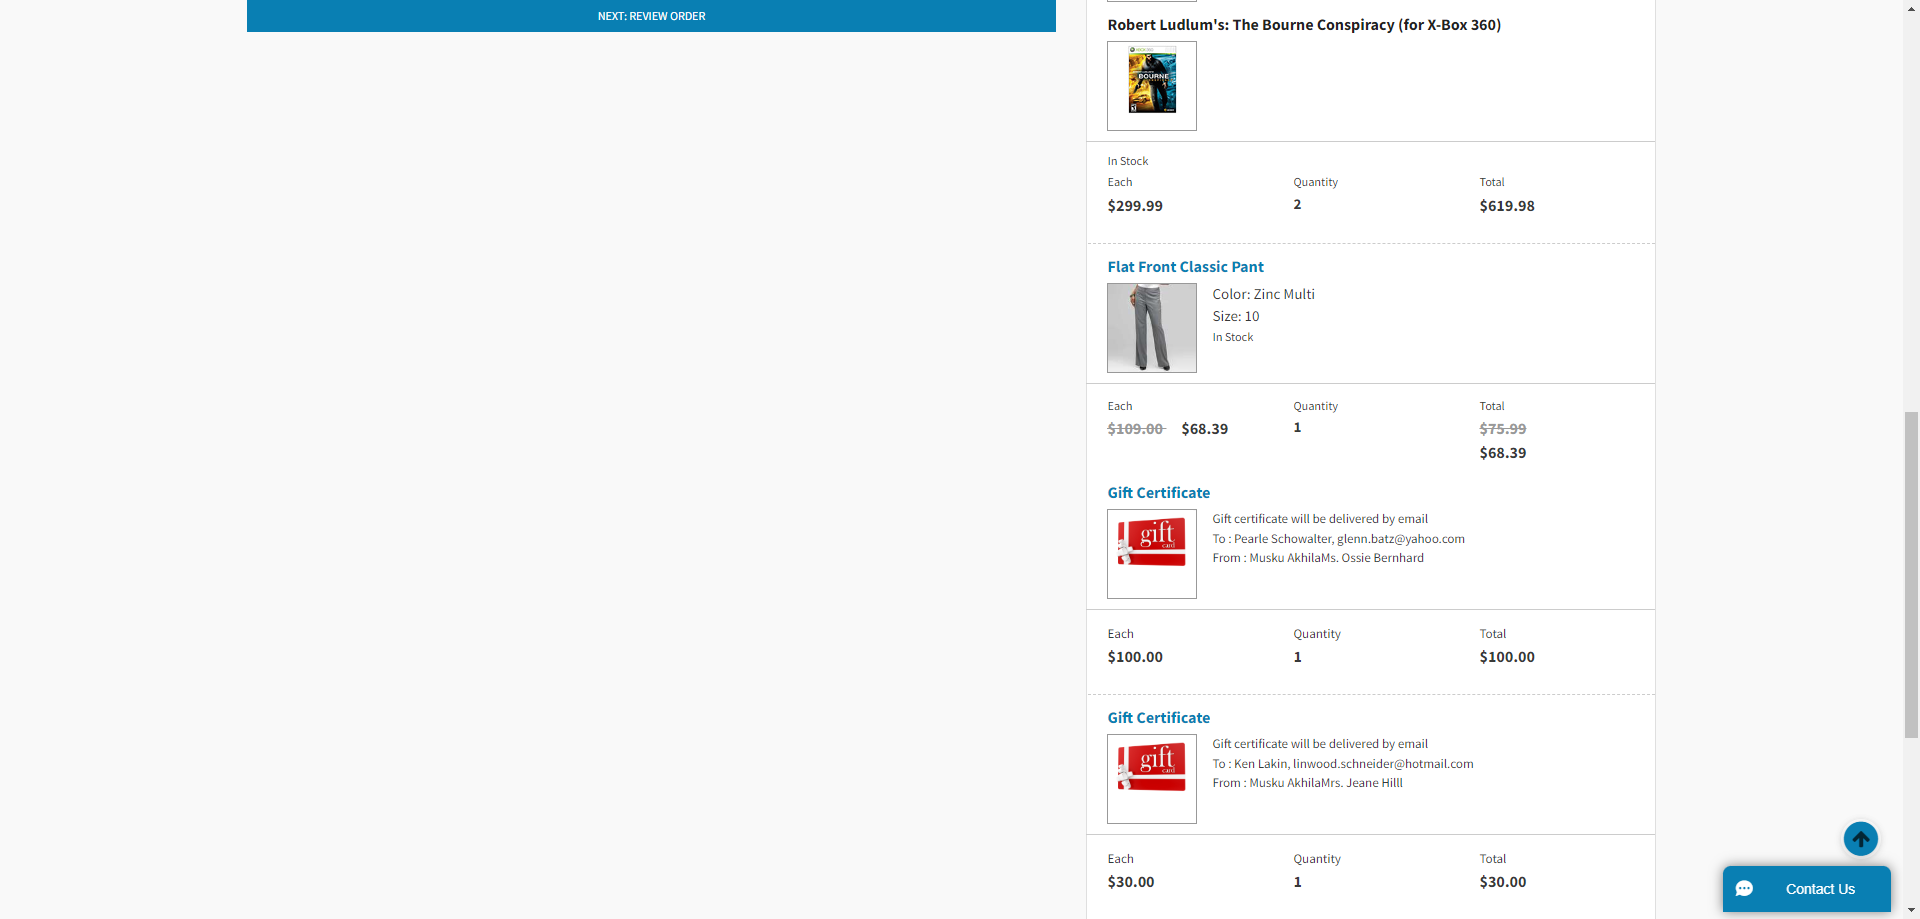 NEXT: REVIEW ORDER
Robert Ludlum's: The Bourne Conspiracy (for X-Box 360)
BOURNE
In Stock
Each Quantity Total
$299.99 2 $619.98
Flat Front Classic Pant
Color: Zinc Multi
Size: 10
In Stock
Each Quantity Total
$109.00 $68.39 1 $75.99
$68.39
Gift Certificate
gift
card
Gift certificate will be delivered by email
To : Pearle Schowalter, glenn.batz@yahoo.com
From : Musku AkhilaMs. Ossie Bernhard
Each Quantity Total
$100.00 1 $100.00
Gift Certificate
gift
card
Gift certificate will be delivered by email
To : Ken Lakin, linwood.schneider@hotmail.com
From : Musku AkhilaMrs. Jeane Hilll
Each Quantity Total
$30.00 1 $30.00
Contact Us